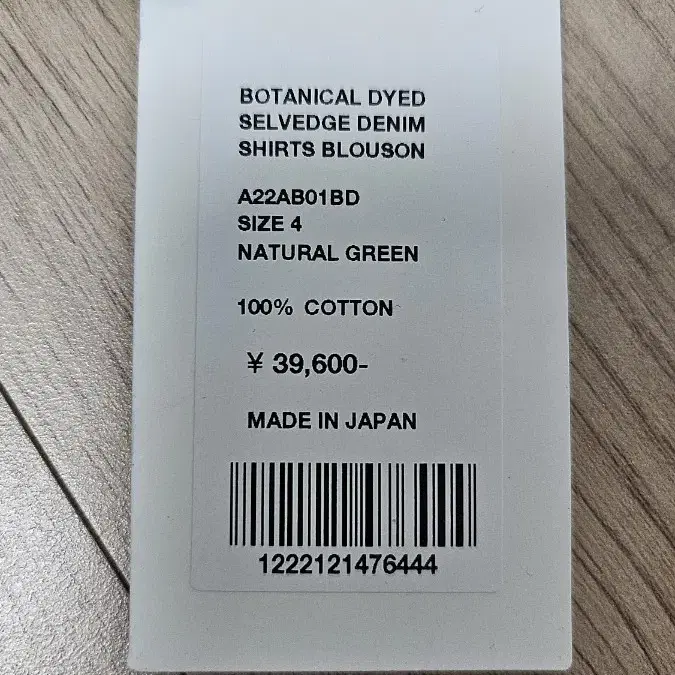 BOTANICAL DYED
SELVEDGE DENIM
SHIRTS BLOUSON
A22AB01BD
SIZE 4
NATURAL GREEN
100% COTTON
¥ 39,600-
MADE IN JAPAN
1222121476444